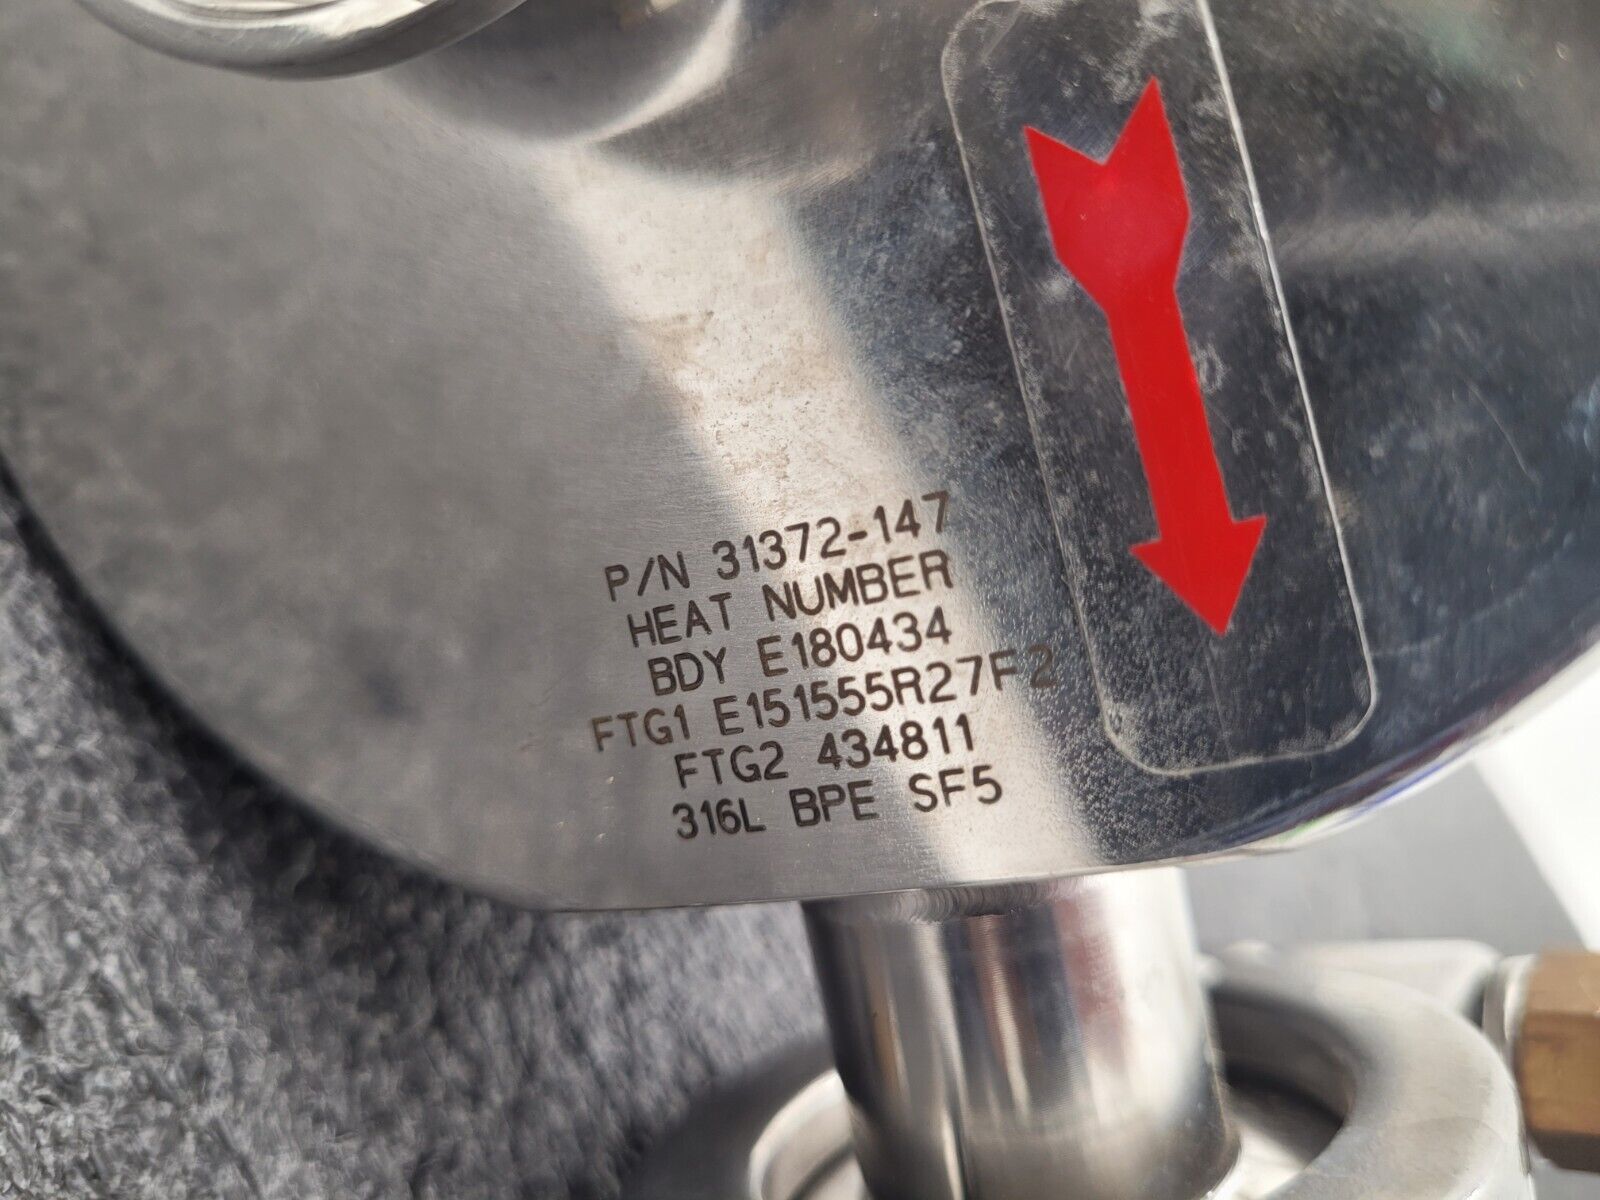 P/N 31372-147
HEAT NUMBER
BDY E180434
FTG1 E151555R27F2
FTG2 434811
316L BPE SF5